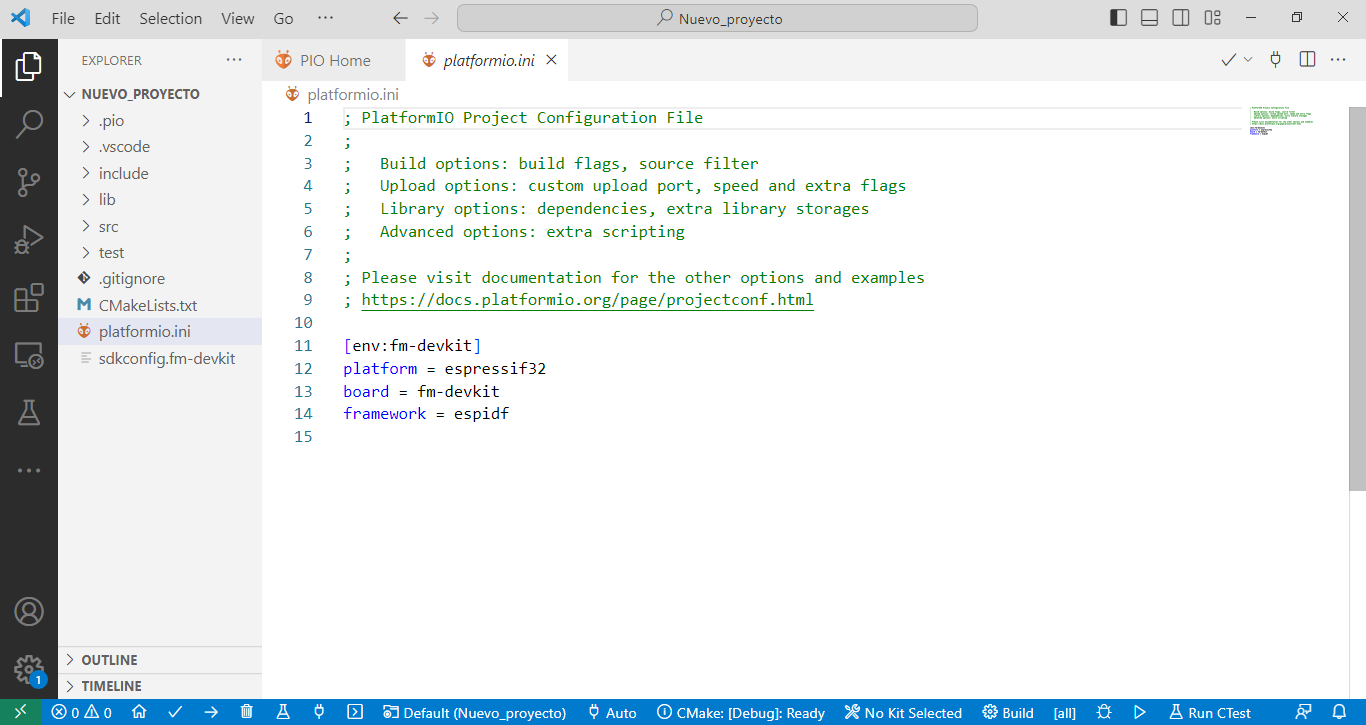 File Edit Selection View Go ··· Nuevo_proyecto
EXPLORER ···
NUEVO_PROYECTO
.pio
.vscode
include
lib
src
test
.gitignore
CMakeLists.txt
platformio.ini
sdkconfig.fm-devkit
OUTLINE
TIMELINE
PIO Home platformio.ini
platformio.ini
1 ; PlatformIO Project Configuration File
2 ;
3 ;   Build options: build flags, source filter
4 ;   Upload options: custom upload port, speed and extra flags
5 ;   Library options: dependencies, extra library storages
6 ;   Advanced options: extra scripting
7 ;
8 ; Please visit documentation for the other options and examples
9 ; https://docs.platformio.org/page/projectconf.html
10
11 [env:fm-devkit]
12 platform = espressif32
13 board = fm-devkit
14 framework = espidf
15
1
0 0 Default (Nuevo_proyecto) Auto CMake: [Debug]: Ready No Kit Selected Build [all] Run CTest